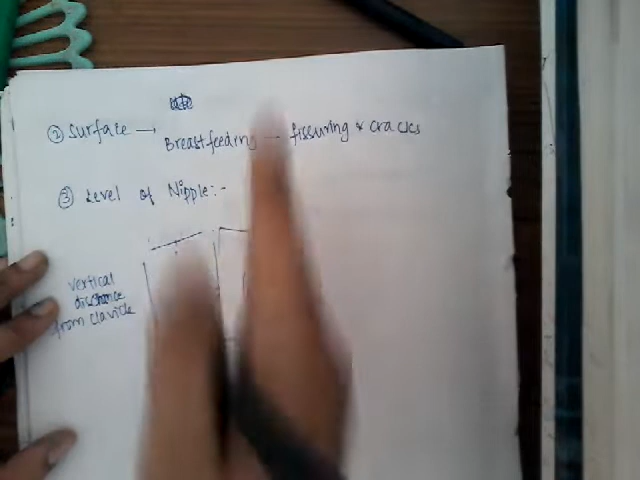 ② Surface →
Breastfeeding — fissuring & cracks
③ Level of Nipple:-
vertical
distance
from clavicle